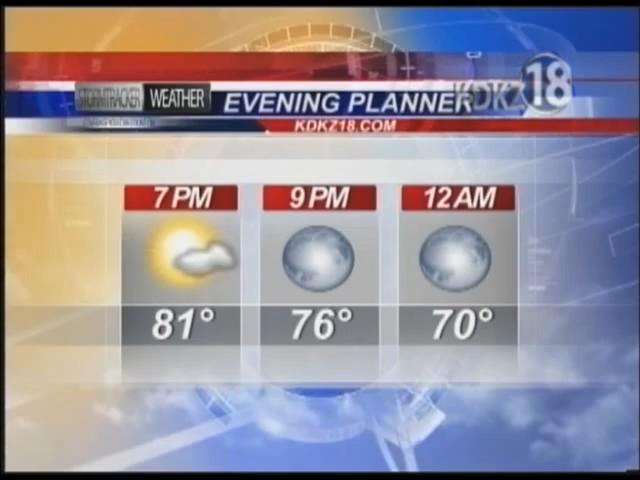 STORMTRACKER WEATHER
EVENING PLANNER
KDKZ 18
KDKZ18.COM
7 PM
9 PM
12 AM
81°
76°
70°